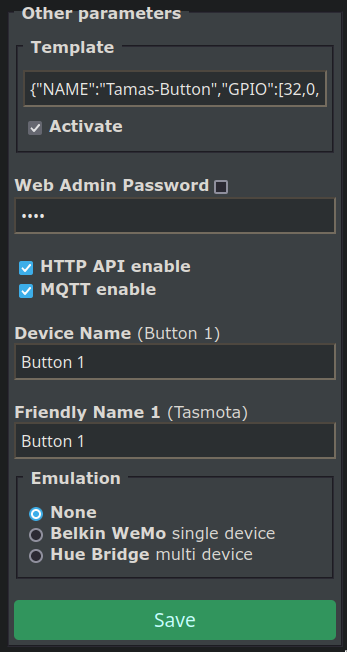 Other parameters
Template
{"NAME":"Tamas-Button","GPIO":[32,0,
Activate
Web Admin Password
••••
HTTP API enable
MQTT enable
Device Name (Button 1)
Button 1
Friendly Name 1 (Tasmota)
Button 1
Emulation
None
Belkin WeMo single device
Hue Bridge multi device
Save